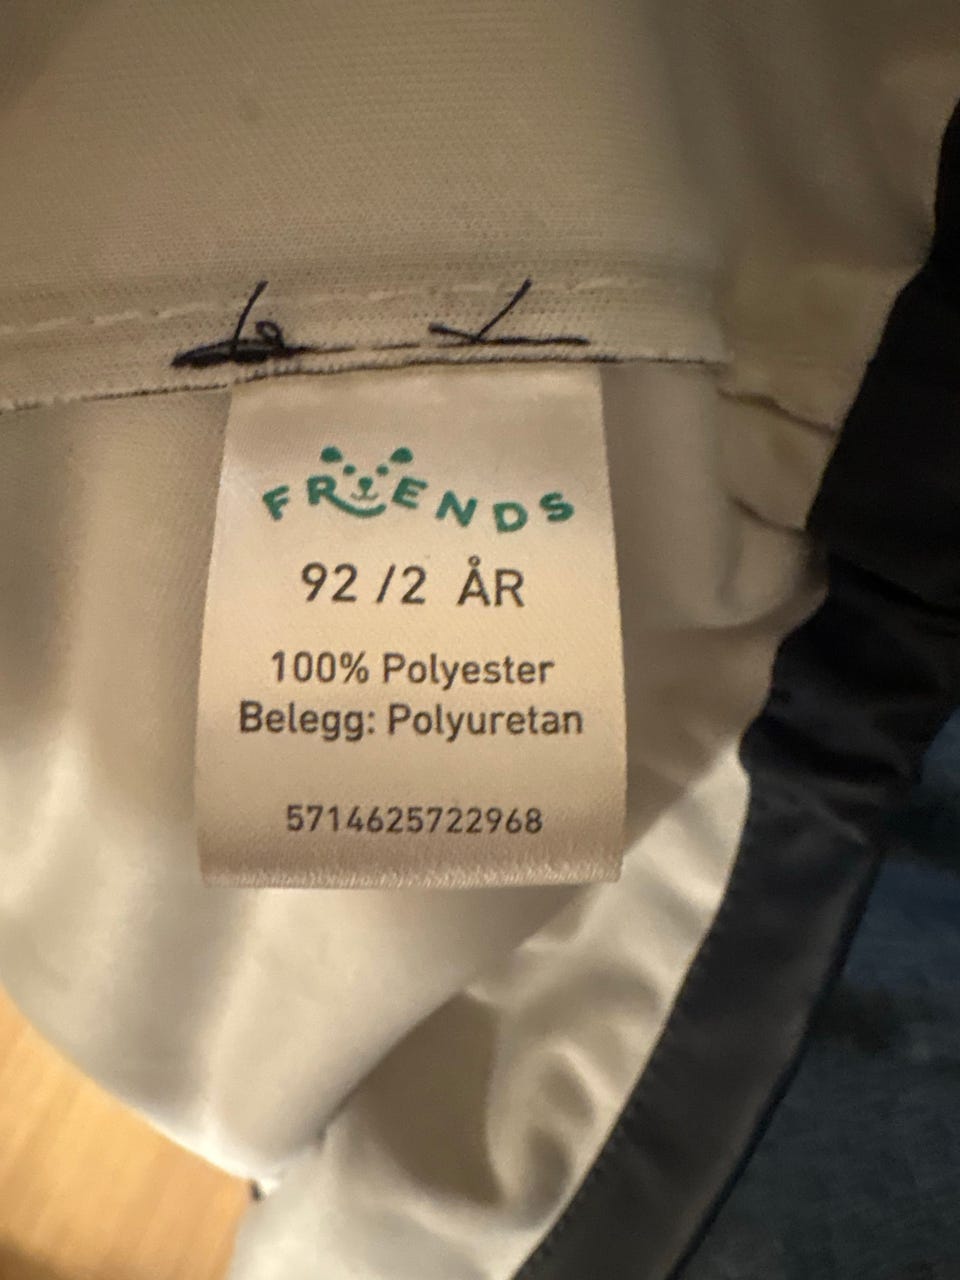 FRIENDS
92 /2 ÅR
100% Polyester
Belegg: Polyuretan
5714625722968